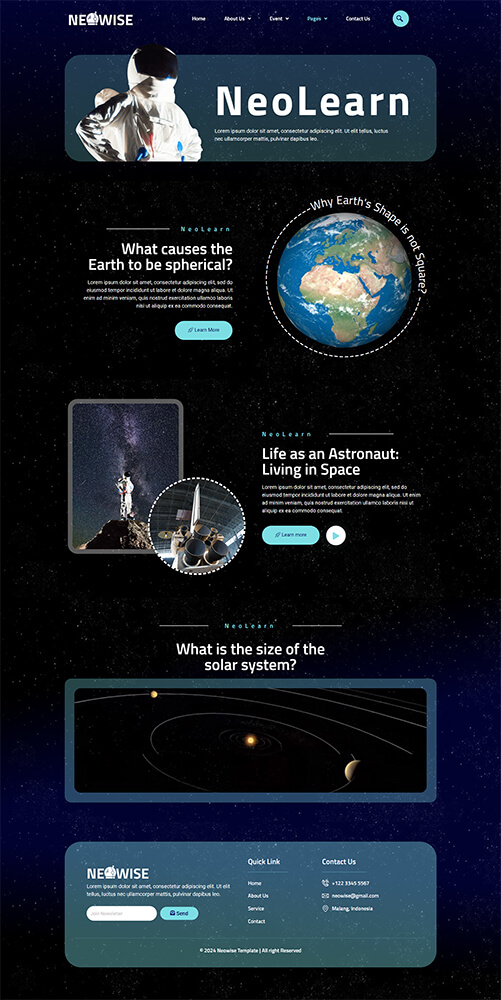 NEOWISE
Home About Us Event Pages Contact Us
NeoLearn
Lorem ipsum dolor sit amet, consectetur adipiscing elit. Ut elit tellus, luctus
nec ullamcorper mattis, pulvinar dapibus leo.
Why Earth's Shape is not Square?
NeoLearn
What causes the
Earth to be spherical?
Lorem ipsum dolor sit amet, consectetur adipiscing elit, sed do
eiusmod tempor incididunt ut labore et dolore magna aliqua. Ut
enim ad minim veniam, quis nostrud exercitation ullamco laboris
nisi ut aliquip ex ea commodo consequat.
Learn More
NeoLearn
Life as an Astronaut:
Living in Space
Lorem ipsum dolor sit amet, consectetur adipiscing elit, sed do
eiusmod tempor incididunt ut labore et dolore magna aliqua. Ut enim
ad minim veniam, quis nostrud exercitation ullamco laboris nisi ut
aliquip ex ea commodo consequat.
Learn more
NeoLearn
What is the size of the
solar system?
NEOWISE
Lorem ipsum dolor sit amet, consectetur adipiscing elit. Ut elit
tellus, luctus nec ullamcorper mattis, pulvinar dapibus leo.
Join Newsletter
Send
Quick Link
Home
About Us
Service
Contact
Contact Us
+122 3345 5567
neowise@gmail.com
Malang, Indonesia
© 2024 Neowise Template | All right Reserved